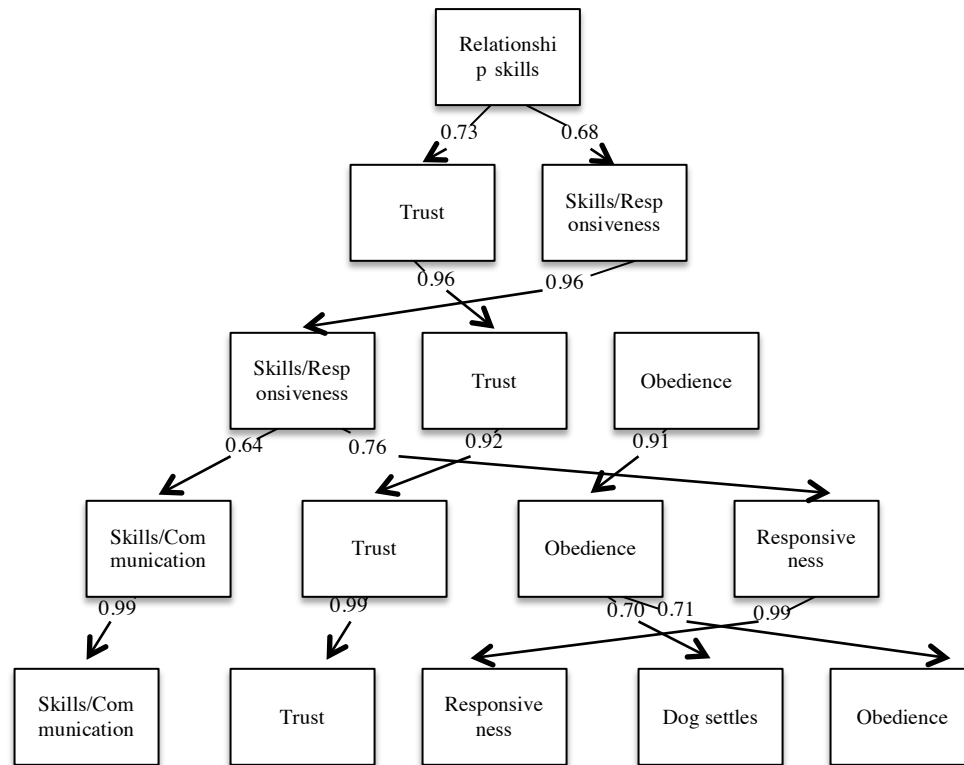 Relationshi
p skills
0.73
0.68
Trust
Skills/Resp
onsiveness
0.96
0.96
Skills/Resp
onsiveness
Trust
Obedience
0.64
0.76
0.92
0.91
Skills/Com
munication
Trust
Obedience
Responsive
ness
0.99
0.99
0.70
0.71
0.99
Skills/Com
munication
Trust
Responsive
ness
Dog settles
Obedience